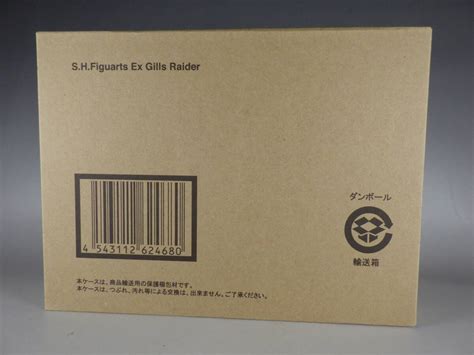 S.H.Figuarts Ex Gills Raider
4 543112 624680
ダンボール
輸送箱
本ケースは、商品輸送用の保護梱包材です。
本ケースは、つぶれ、汚れ等による交換は、出来ません。ご了承ください。